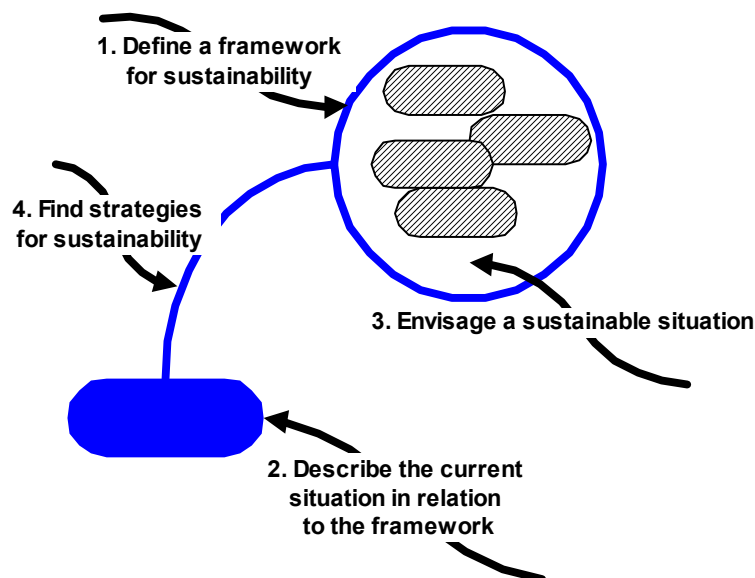 1. Define a framework
for sustainability
4. Find strategies
for sustainability
3. Envisage a sustainable situation
2. Describe the current
situation in relation
to the framework